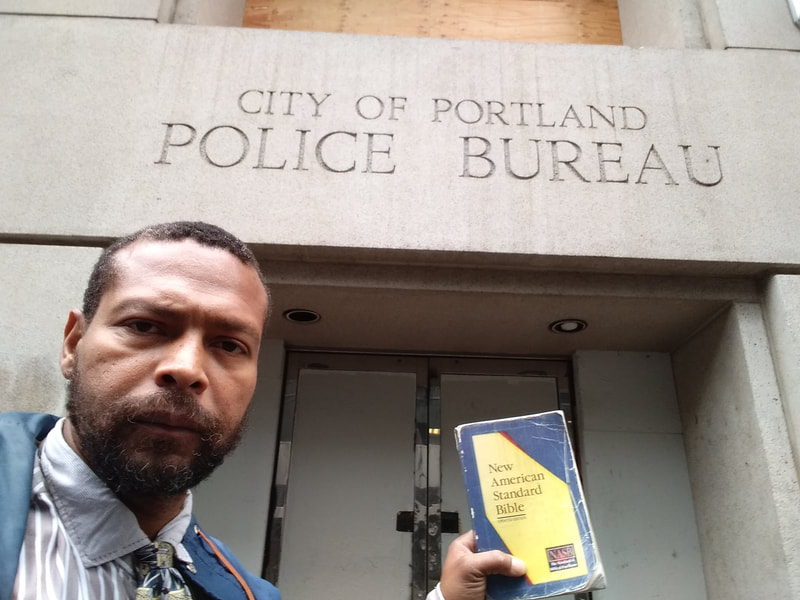 CITY OF PORTLAND
POLICE BUREAU
New
American
Standard
Bible
NASB